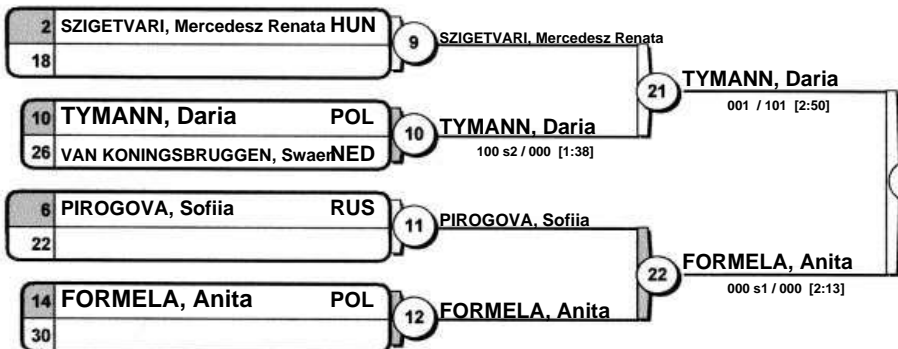 2 SZIGETVARI, Mercedesz Renata HUN
18
9
SZIGETVARI, Mercedesz Renata
10 TYMANN, Daria POL
26 VAN KONINGSBRUGGEN, Swaen NED
10
TYMANN, Daria
100 s2 / 000 [1:38]
21
TYMANN, Daria
001 / 101 [2:50]
6 PIROGOVA, Sofiia RUS
22
11
PIROGOVA, Sofiia
14 FORMELA, Anita POL
30
12
FORMELA, Anita
22
FORMELA, Anita
000 s1 / 000 [2:13]